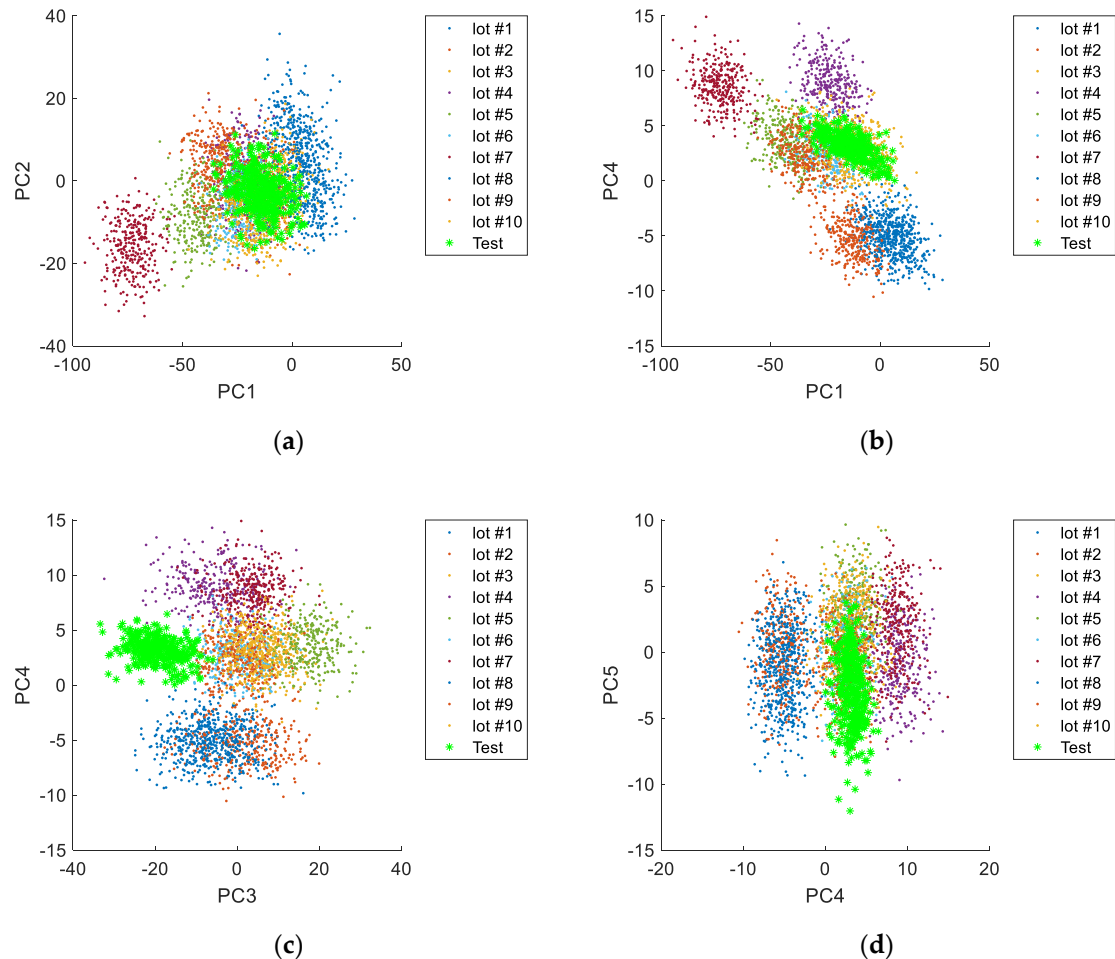 40
20
0
-20
-40
PC2
-100
-50
0
50
PC1
lot #1
lot #2
lot #3
lot #4
lot #5
lot #6
lot #7
lot #8
lot #9
lot #10
Test
(a)
15
10
5
0
-5
-10
-15
PC4
-100
-50
0
50
PC1
lot #1
lot #2
lot #3
lot #4
lot #5
lot #6
lot #7
lot #8
lot #9
lot #10
Test
(b)
15
10
5
0
-5
-10
-15
PC4
-40
-20
0
20
40
PC3
lot #1
lot #2
lot #3
lot #4
lot #5
lot #6
lot #7
lot #8
lot #9
lot #10
Test
(c)
10
5
0
-5
-10
-15
PC5
-20
-10
0
10
20
PC4
lot #1
lot #2
lot #3
lot #4
lot #5
lot #6
lot #7
lot #8
lot #9
lot #10
Test
(d)